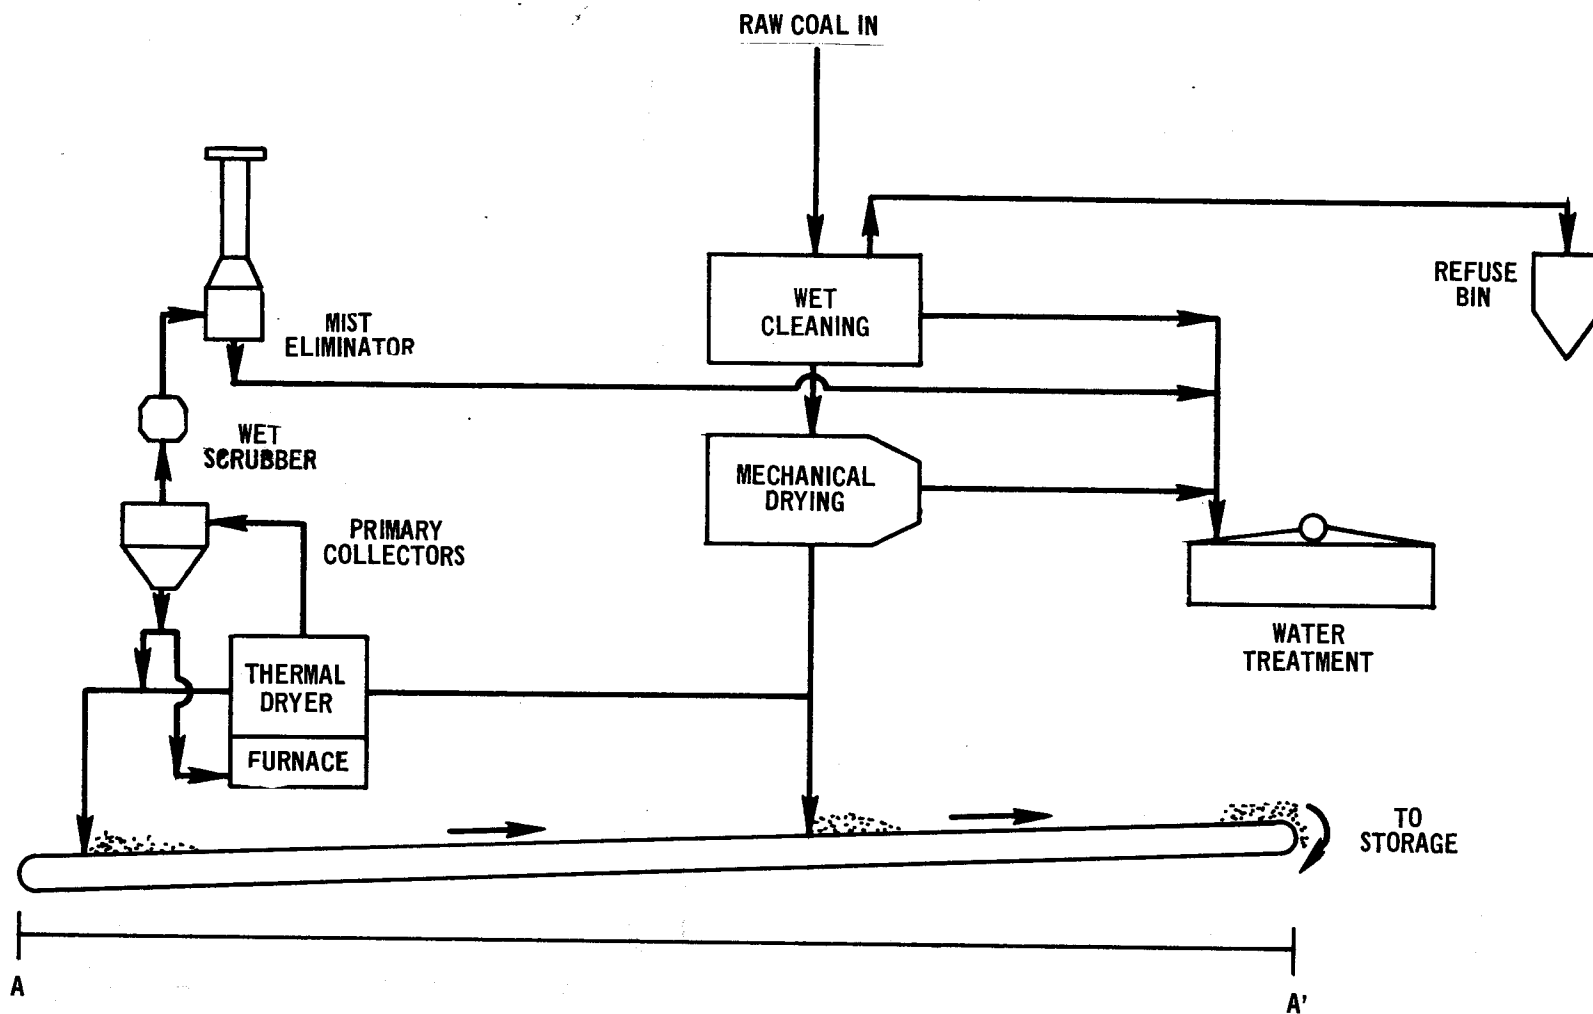 RAW COAL IN
REFUSE
BIN
WET
CLEANING
MIST
ELIMINATOR
WET
SCRUBBER
MECHANICAL
DRYING
PRIMARY
COLLECTORS
WATER
TREATMENT
THERMAL
DRYER
FURNACE
TO
STORAGE
A
A'